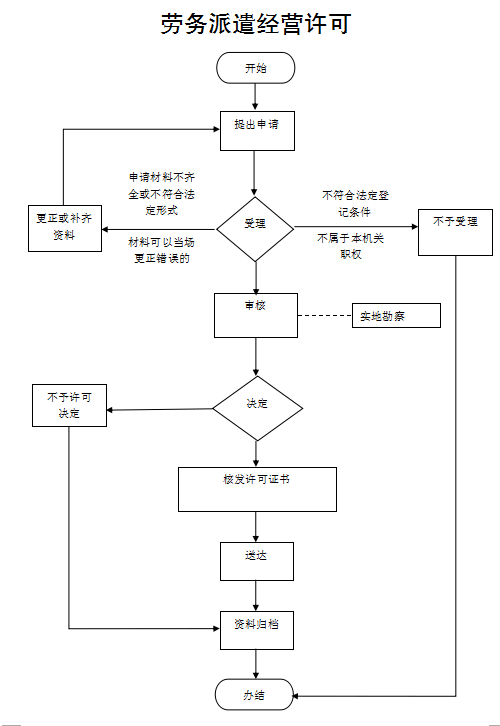 劳务派遣经营许可
开始
提出申请
申请材料不齐
全或不符合法
定形式
不符合法定登
记条件
更正或补齐
资料
受理
不予受理
材料可以当场
更正错误的
不属于本机关
职权
审核
实地勘察
不予许可
决定
决定
核发许可证书
送达
资料归档
办结